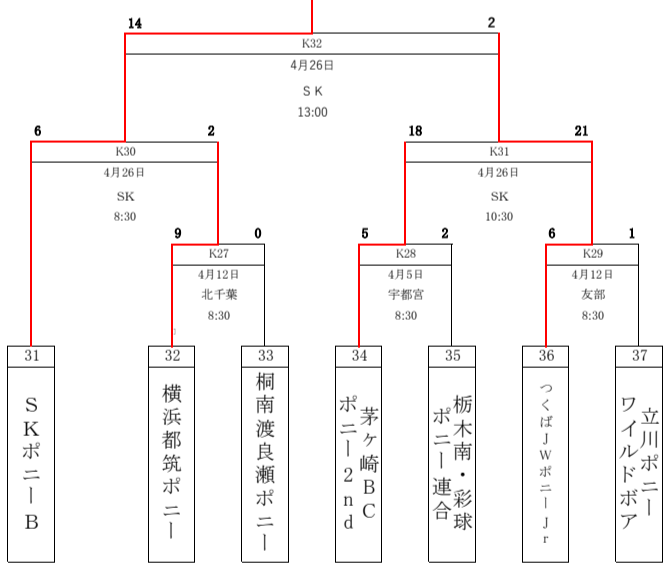 14 2
K32
4月26日
ＳＫ
13:00
6 2 18 21
K30 K31
4月26日 4月26日
SK SK
8:30 10:30
9 0 5 2 6 1
K27 K28 K29
4月12日 4月5日 4月12日
北千葉 宇都宮 友部
8:30 8:30 8:30
31 32 33 34 35 36 37
ＳＫポニーＢ
横浜都筑ポニー
桐南渡良瀬ポニー
茅ヶ崎ＢＣ
ポニー２ｎｄ
栃木南・彩球
ポニー連合
つくばＪＷポニーＪｒ
立川ポニー
ワイルドボア